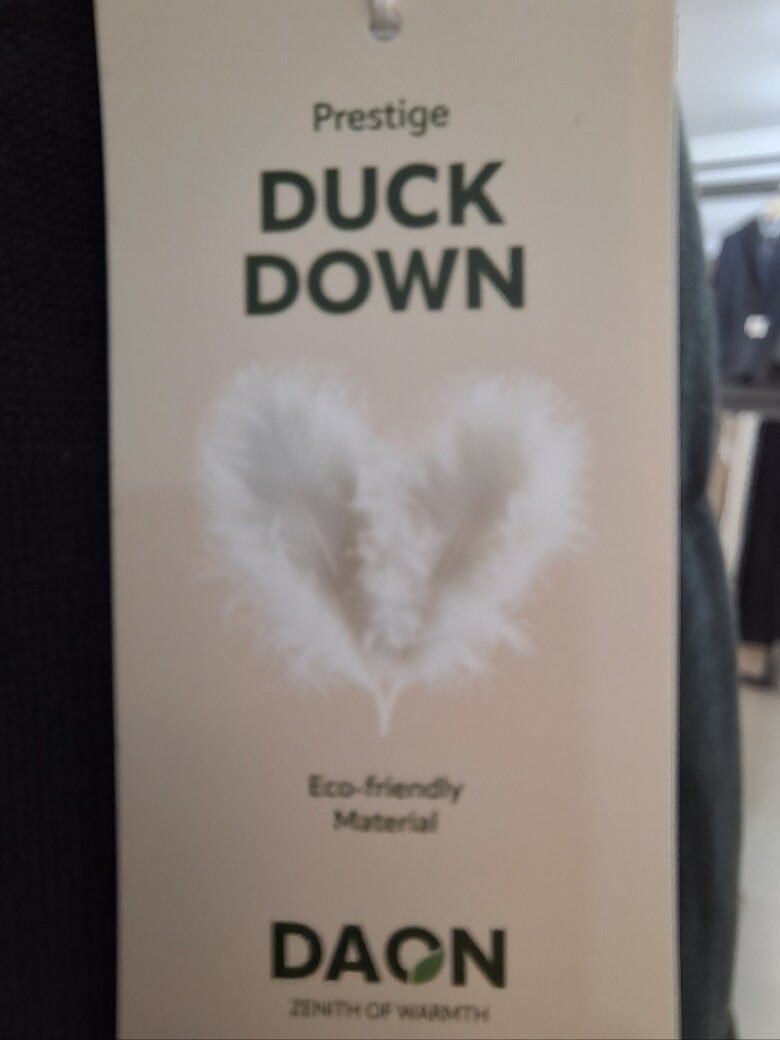 Prestige
DUCK
DOWN
Eco-friendly
Material
DAON
ZENITH OF WARMTH